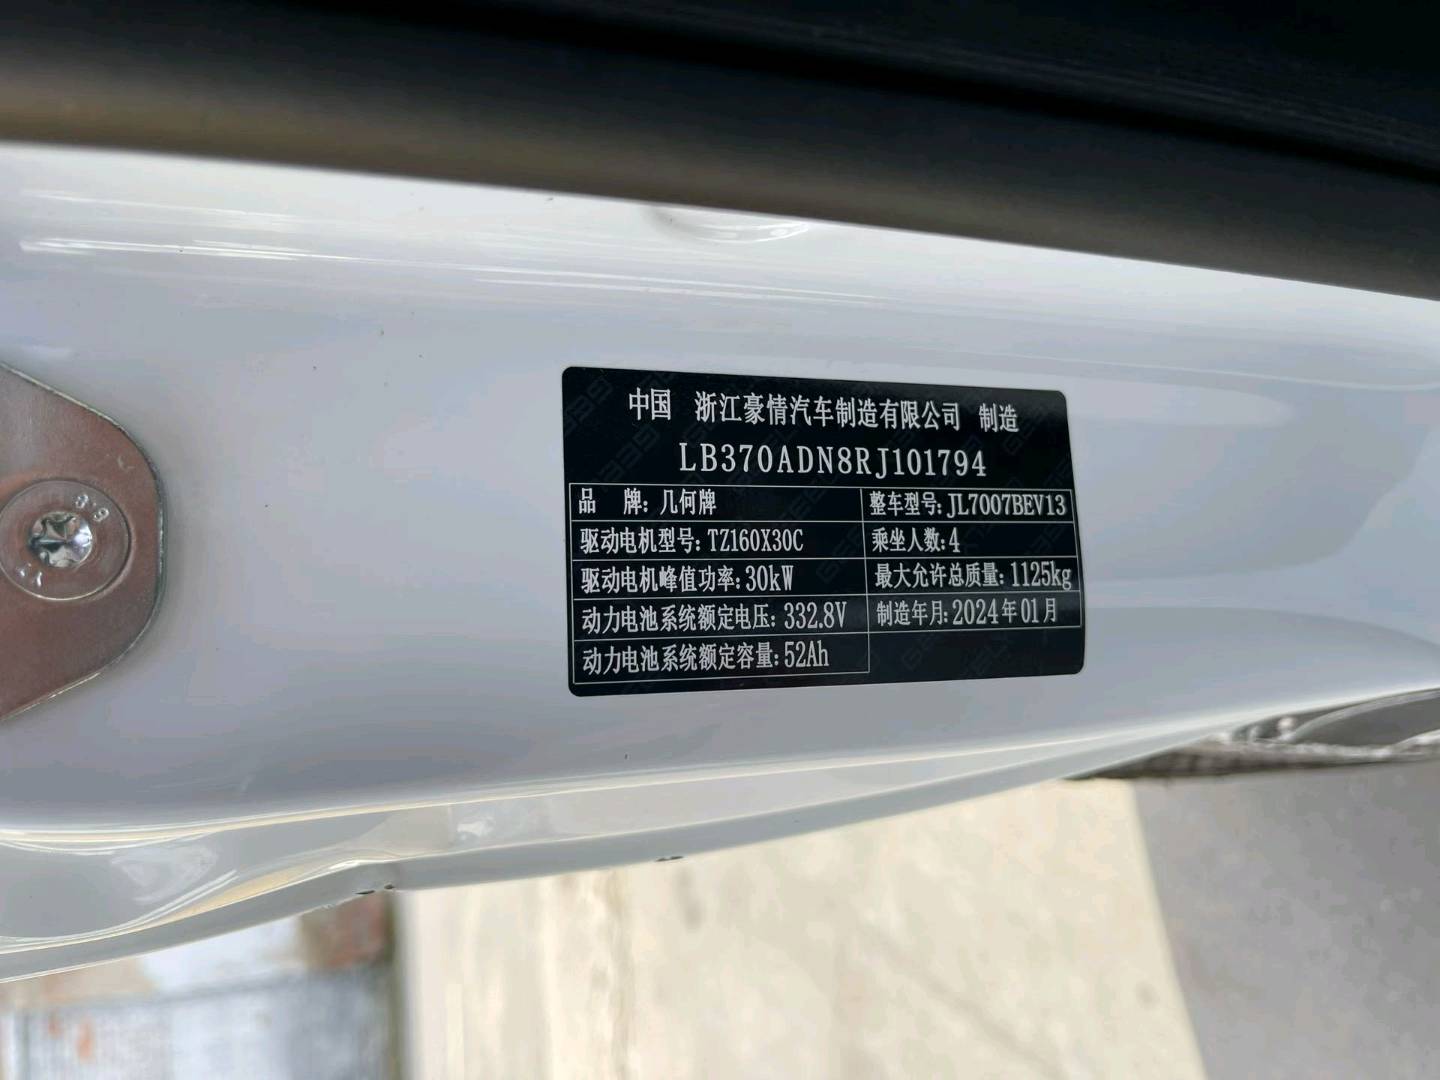 中国 浙江豪情汽车制造有限公司 制造
LB370ADN8RJ101794
品 牌: 几何牌 整车型号: JL7007BEV13
驱动电机型号: TZ160X30C 乘坐人数: 4
驱动电机峰值功率: 30kW 最大允许总质量: 1125kg
动力电池系统额定电压: 332.8V 制造年月: 2024年01月
动力电池系统额定容量: 52Ah